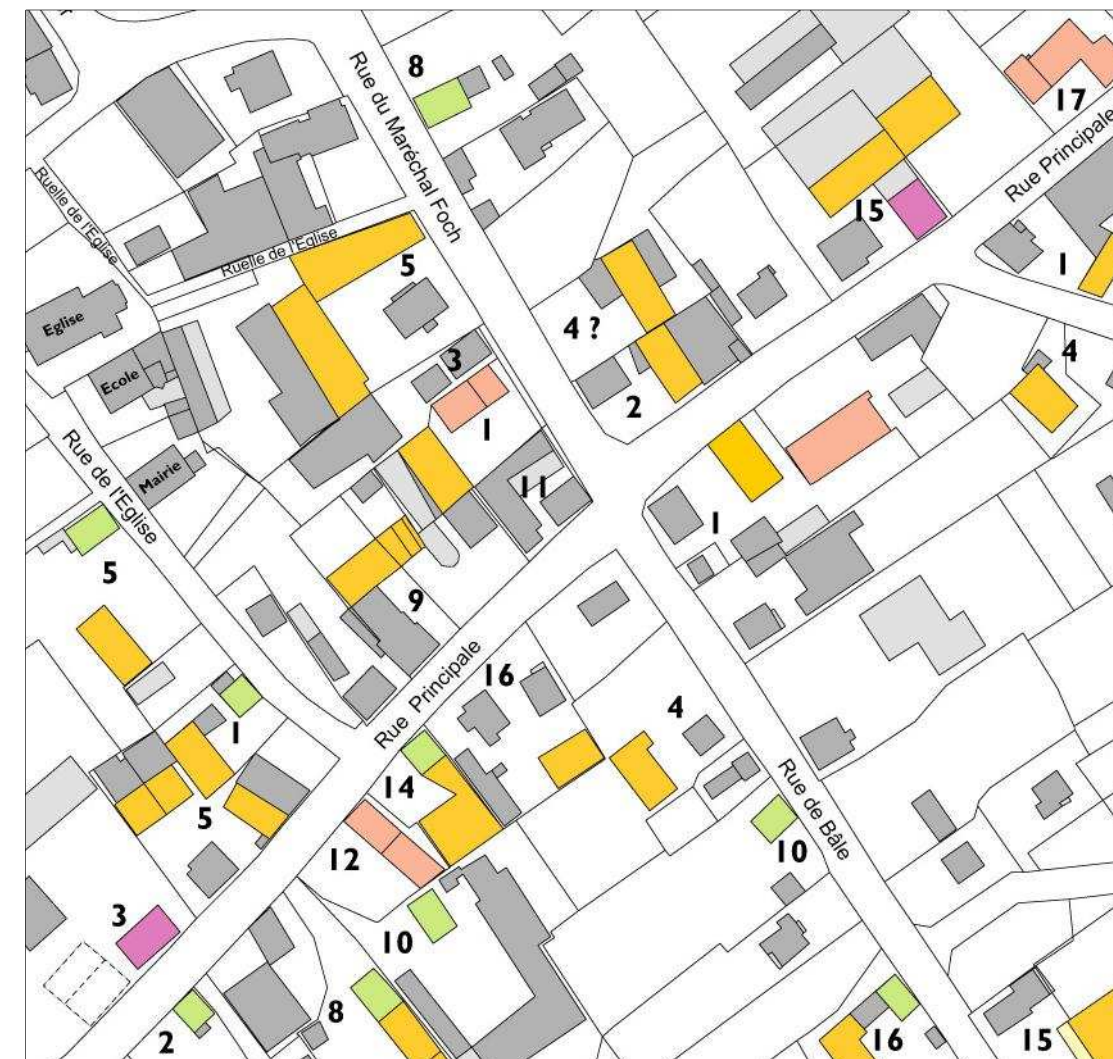 8
Rue du Maréchal Foch
17
Rue Principale
Ruelle de l'Eglise
15
Ruelle de l'Eglise
5
1
Eglise
4 ?
4
Ecole
3
2
1
Rue de l'Eglise
Mairie
11
1
5
9
Rue Principale
16
4
1
14
Rue de Bâle
5
12
10
3
10
8
2
16
15